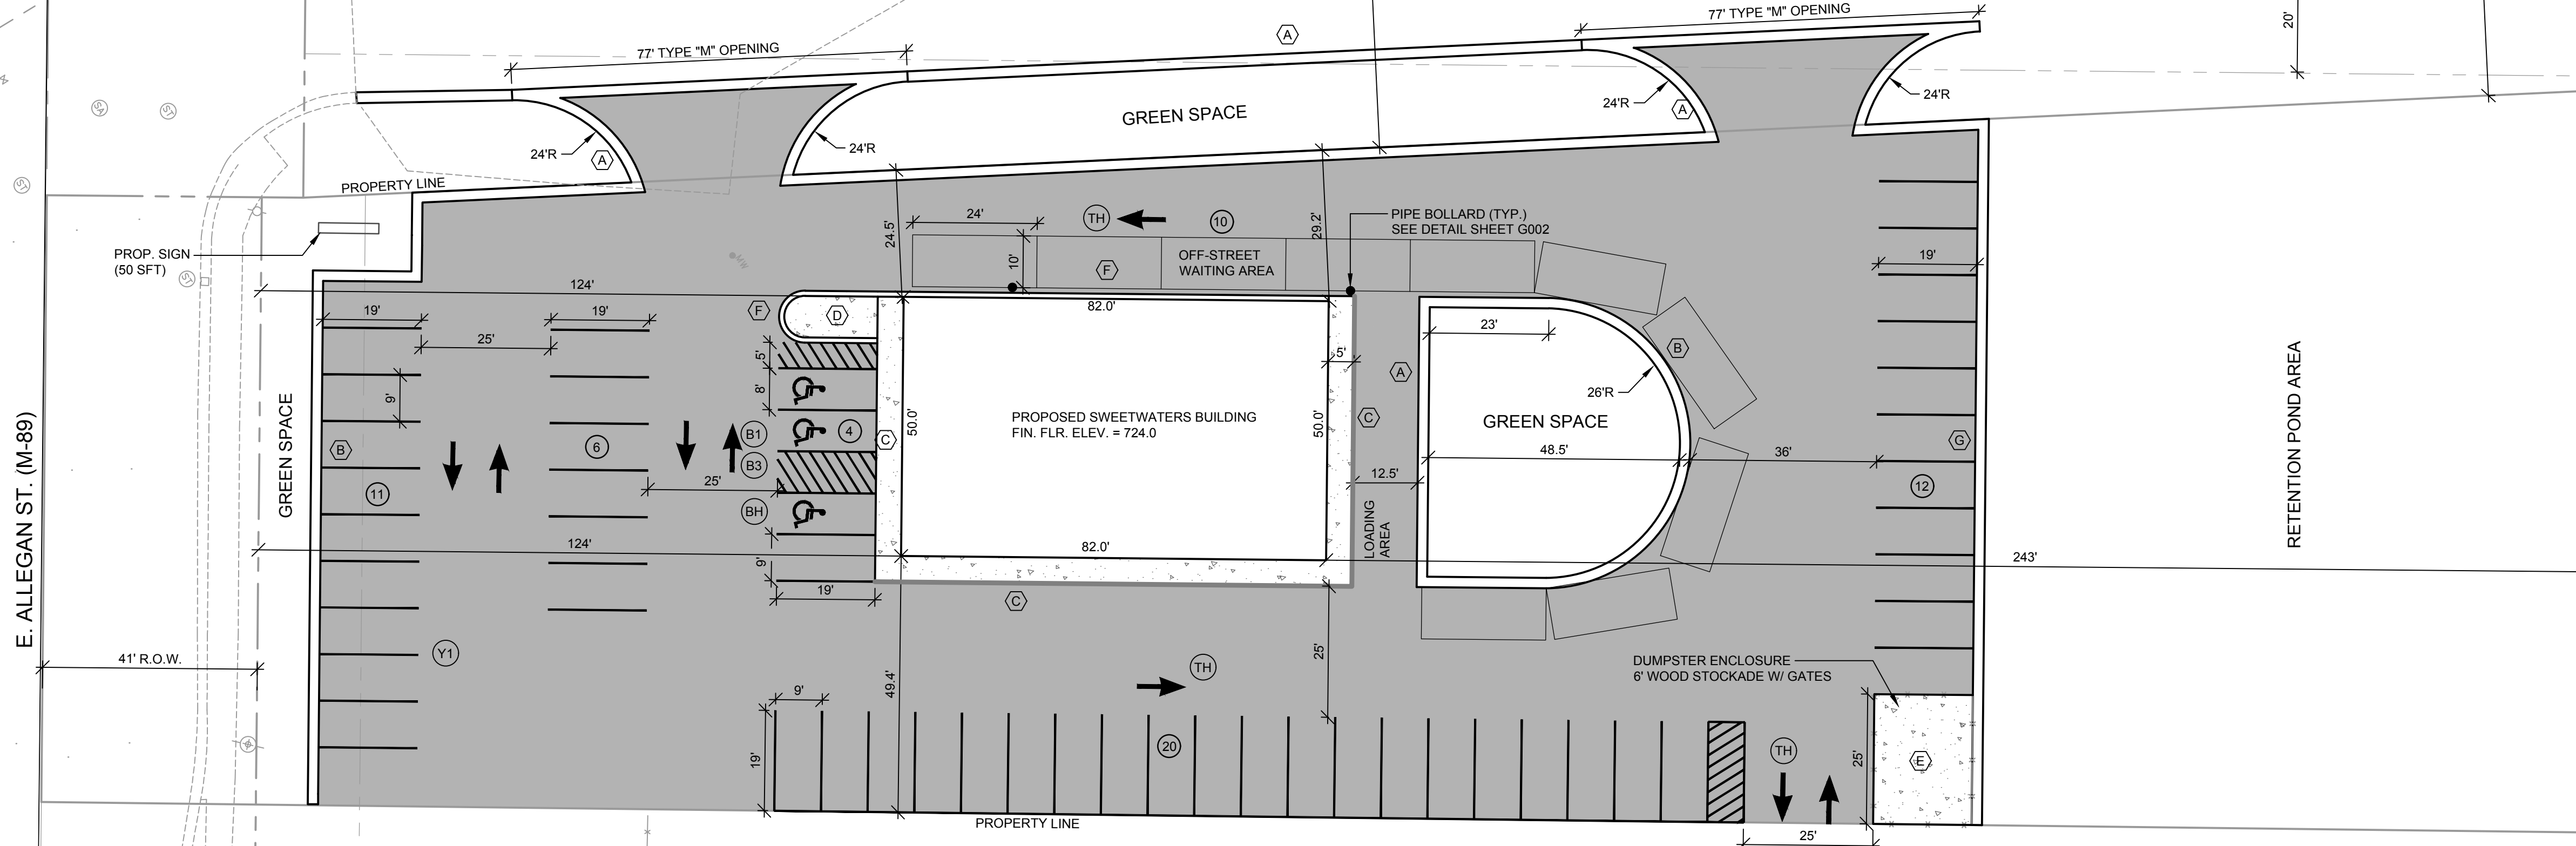 77' TYPE "M" OPENING
77' TYPE "M" OPENING
20'
A
SA
ST
GREEN SPACE
24'R
A
24'R
24'R
A
24'R
ST
PROPERTY LINE
PROP. SIGN
(50 SFT)
ST
MW
24.5'
24'
TH
10
29.2'
PIPE BOLLARD (TYP.)
SEE DETAIL SHEET G002
10'
F
OFF-STREET
WAITING AREA
19'
124'
82.0'
19'
19'
25'
F
D
5'
8'
9'
5'
23'
B
A
26'R
E. ALLEGAN ST. (M-89)
GREEN SPACE
B
11
6
B1
B3
BH
4
C
50.0'
PROPOSED SWEETWATERS BUILDING
FIN. FLR. ELEV. = 724.0
50.0'
C
GREEN SPACE
48.5'
36'
G
12
RETENTION POND AREA
25'
12.5'
LOADING
AREA
124'
82.0'
243'
9'
19'
C
Y1
41' R.O.W.
49.4'
25'
TH
DUMPSTER ENCLOSURE
6' WOOD STOCKADE W/ GATES
9'
19'
20
TH
25'
E
PROPERTY LINE
25'